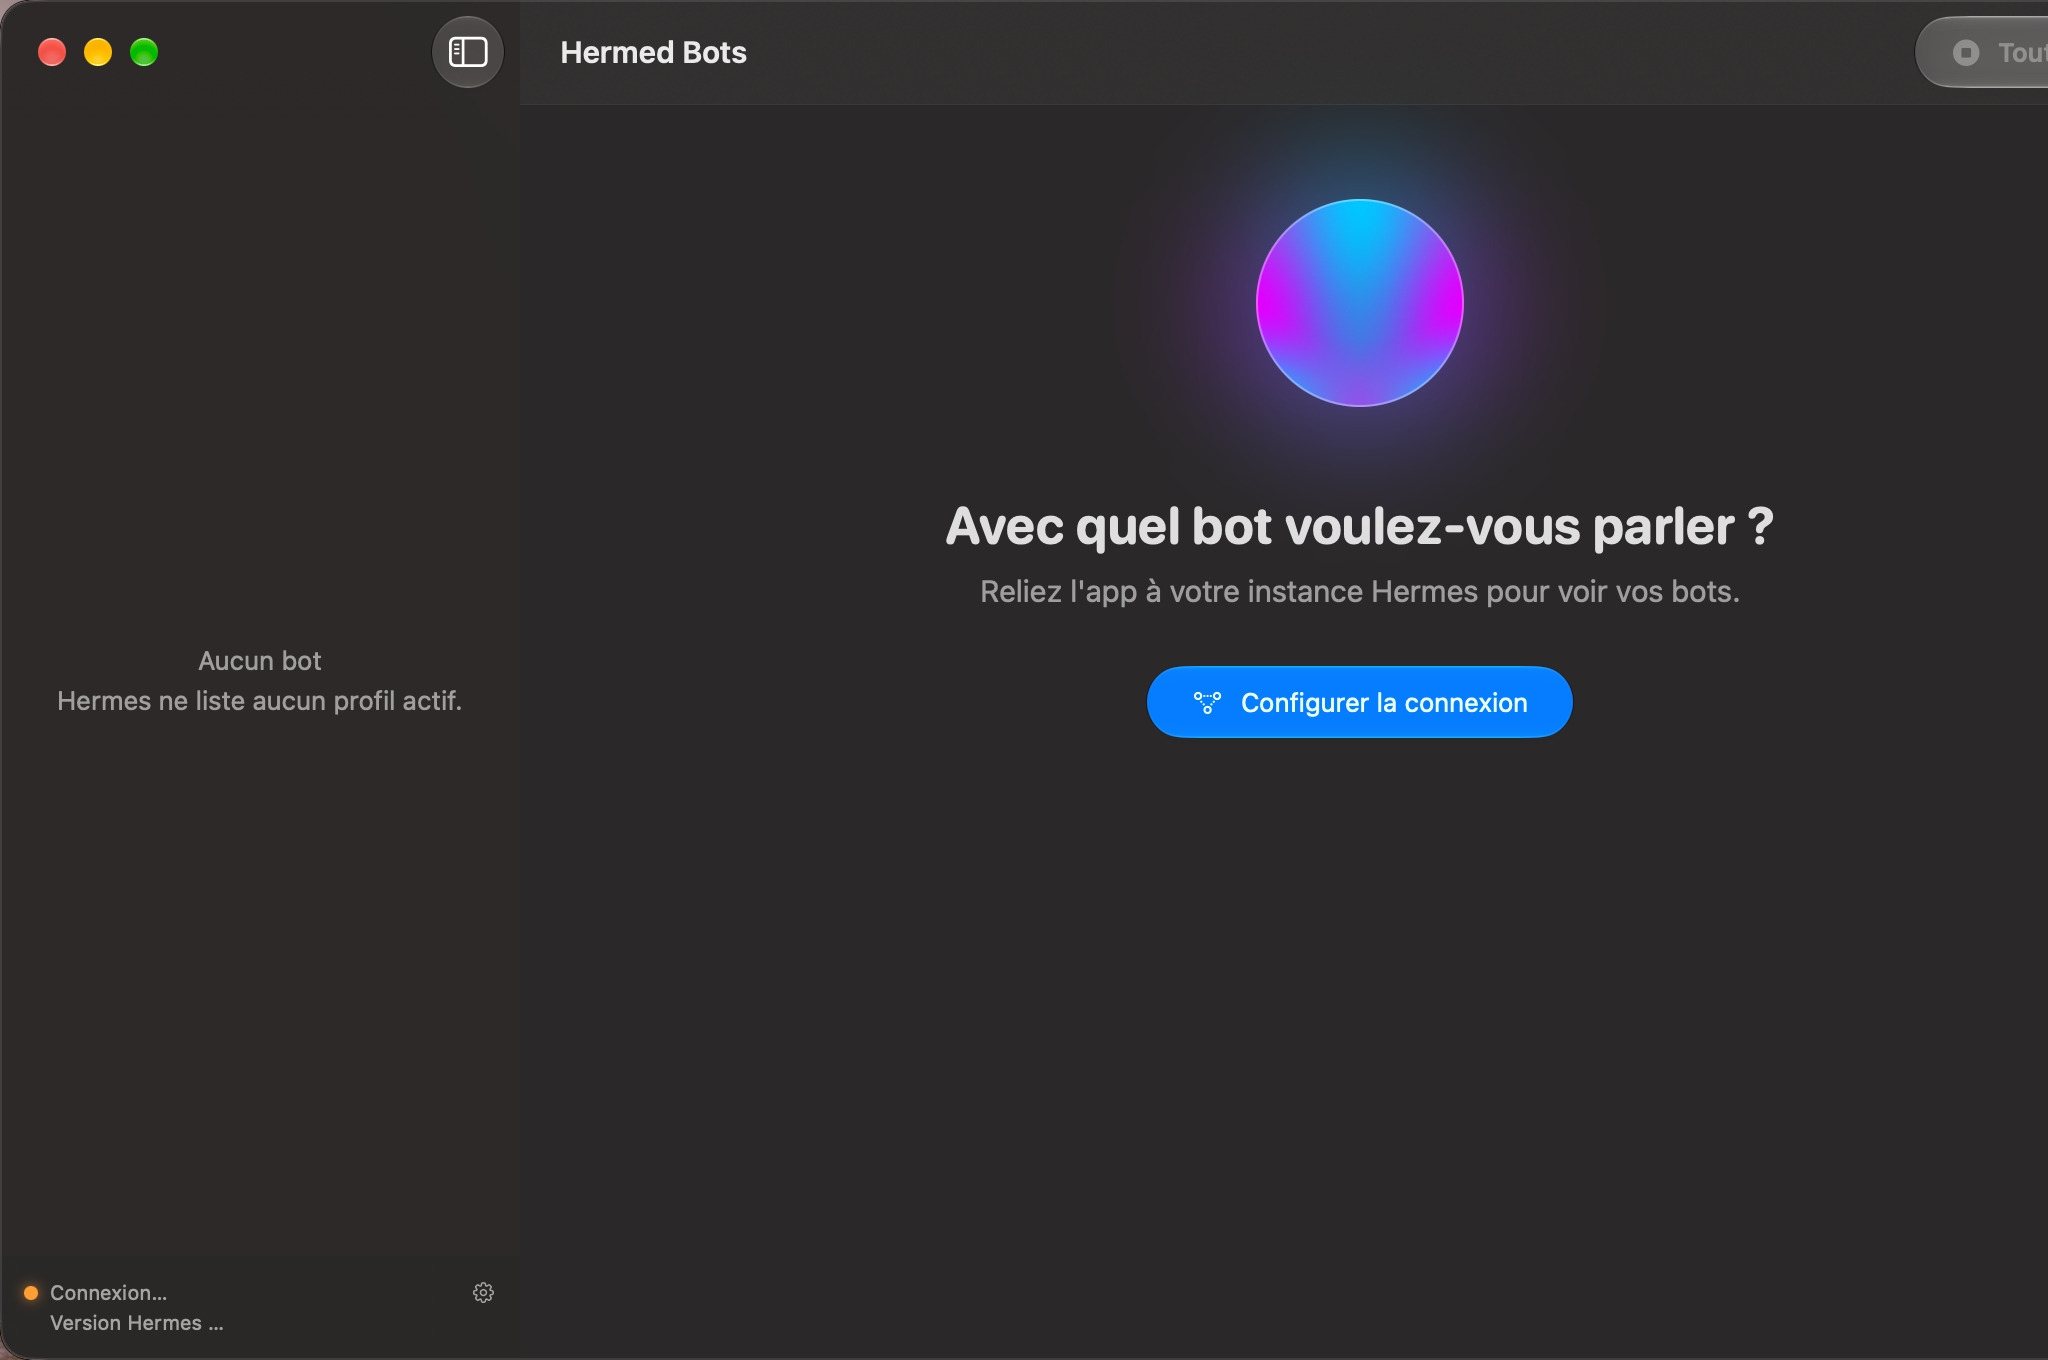 Hermed Bots
Avec quel bot voulez-vous parler ?
Reliez l'app à votre instance Hermes pour voir vos bots.
Configurer la connexion
Aucun bot
Hermes ne liste aucun profil actif.
Connexion...
Version Hermes ...